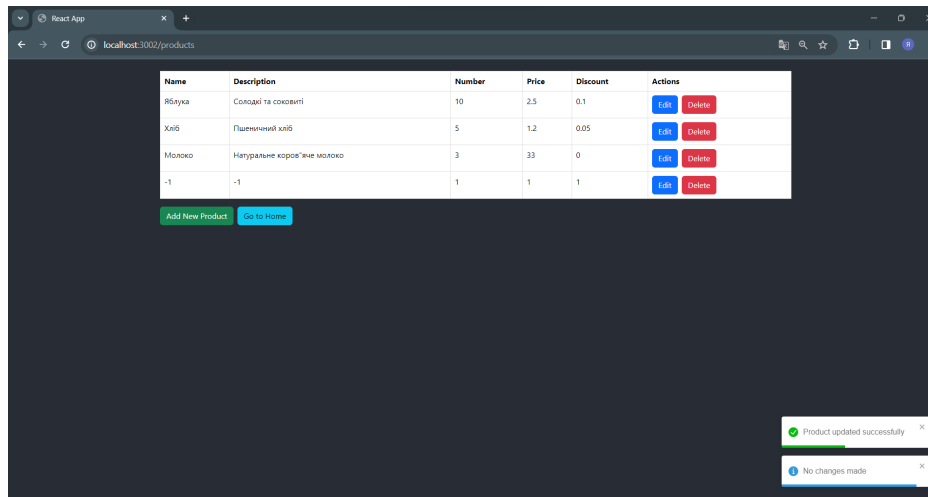 React App
localhost:3002/products
Name Description Number Price Discount Actions
Яблука Солодкі та соковиті 10 2.5 0.1 Edit Delete
Хліб Пшеничний хліб 5 1.2 0.05 Edit Delete
Молоко Натуральне коров"яче молоко 3 33 0 Edit Delete
-1 -1 1 1 1 Edit Delete
Add New Product Go to Home
Product updated successfully
No changes made